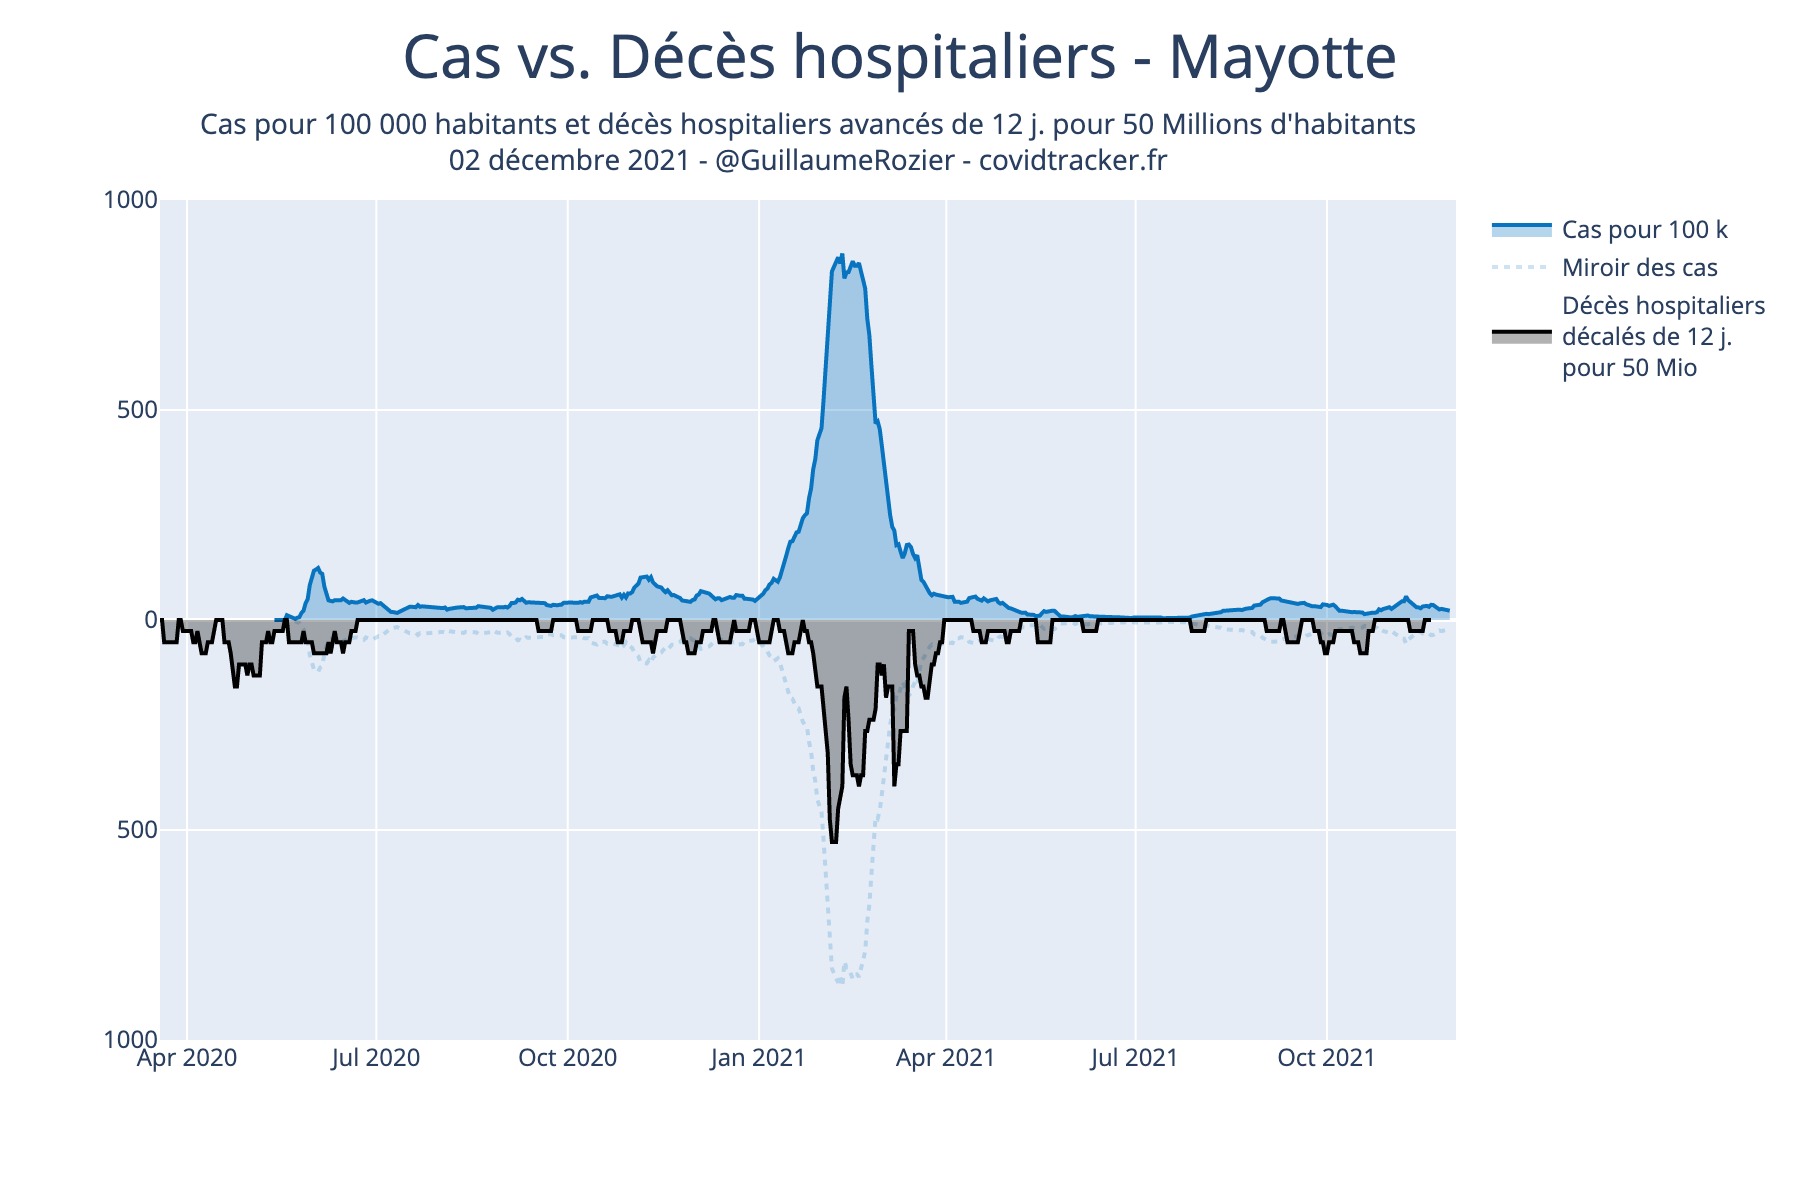 Cas vs. Décès hospitaliers - Mayotte
Cas pour 100 000 habitants et décès hospitaliers avancés de 12 j. pour 50 Millions d'habitants
02 décembre 2021 - @GuillaumeRozier - covidtracker.fr
1000
500
0
500
1000
Apr 2020
Jul 2020
Oct 2020
Jan 2021
Apr 2021
Jul 2021
Oct 2021
Cas pour 100 k
Miroir des cas
Décès hospitaliers
décalés de 12 j.
pour 50 Mio